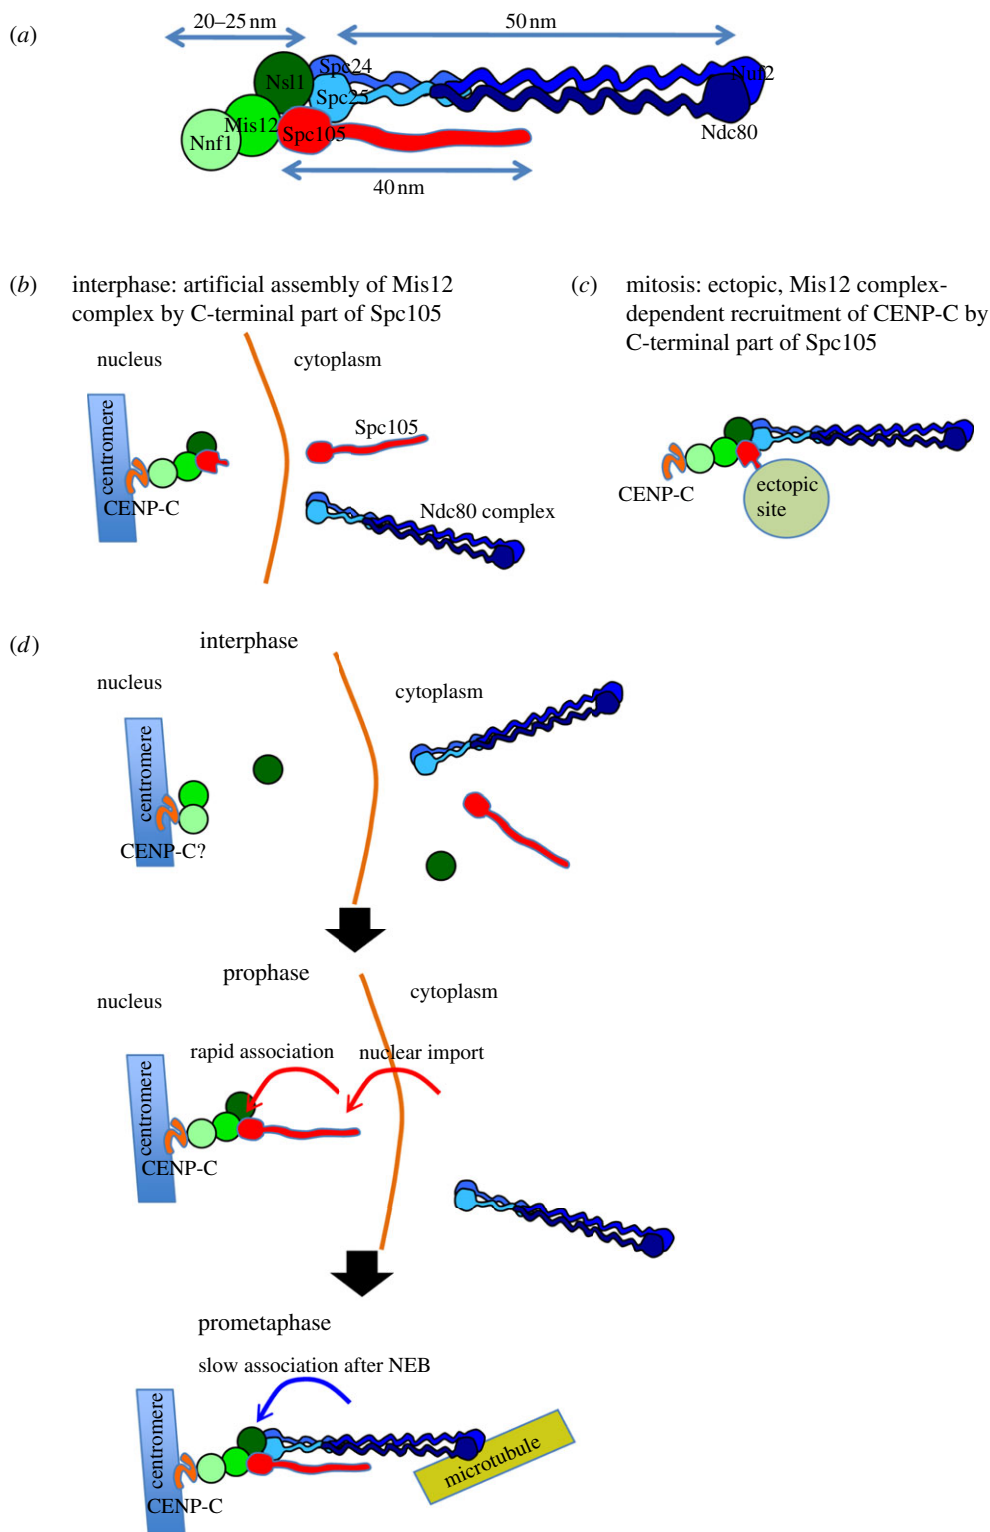 (a)
20–25 nm
50 nm
Spc24
Nuf2
Nsl1
Spc25
Mis12
Spc105
Ndc80
Nnf1
40 nm
(b) interphase: artificial assembly of Mis12
complex by C-terminal part of Spc105
nucleus
cytoplasm
centromere
Spc105
CENP-C
Ndc80 complex
(c) mitosis: ectopic, Mis12 complex-
dependent recruitment of CENP-C by
C-terminal part of Spc105
CENP-C
ectopic
site
(d)
interphase
nucleus
cytoplasm
centromere
CENP-C?
prophase
nucleus
cytoplasm
rapid association
nuclear import
centromere
CENP-C
prometaphase
slow association after NEB
centromere
microtubule
CENP-C